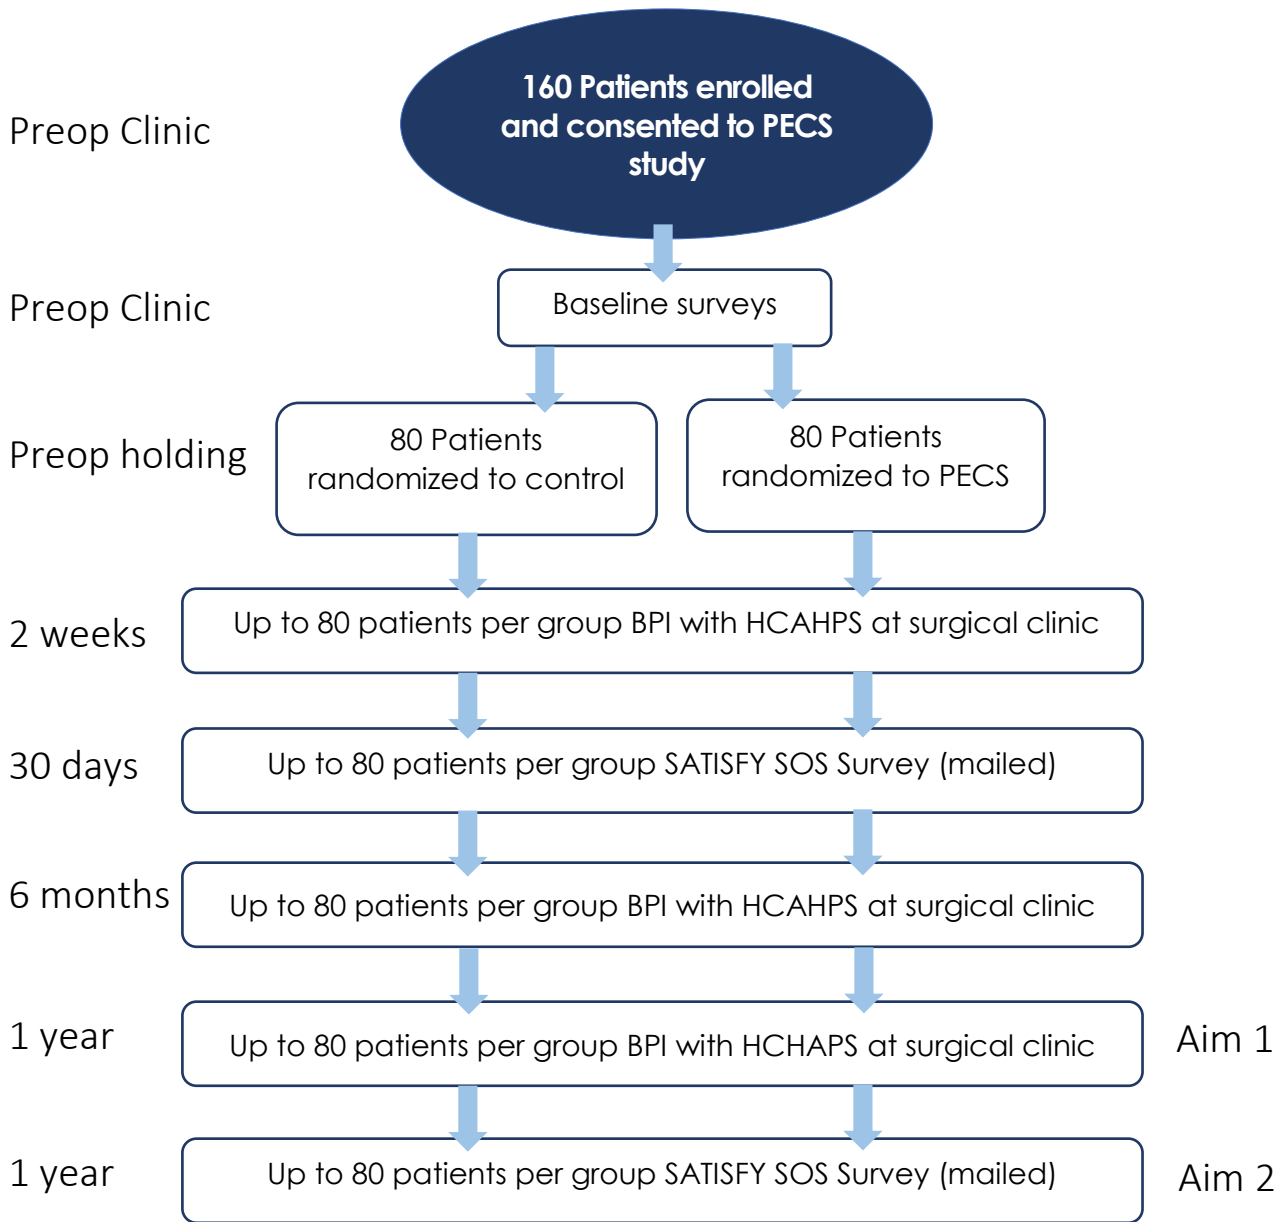 160 Patients enrolled
and consented to PECS
study
Preop Clinic
Preop Clinic
Baseline surveys
Preop holding
80 Patients
randomized to control
80 Patients
randomized to PECS
2 weeks
Up to 80 patients per group BPI with HCAHPS at surgical clinic
30 days
Up to 80 patients per group SATISFY SOS Survey (mailed)
6 months
Up to 80 patients per group BPI with HCAHPS at surgical clinic
1 year
Up to 80 patients per group BPI with HCHAPS at surgical clinic
Aim 1
1 year
Up to 80 patients per group SATISFY SOS Survey (mailed)
Aim 2